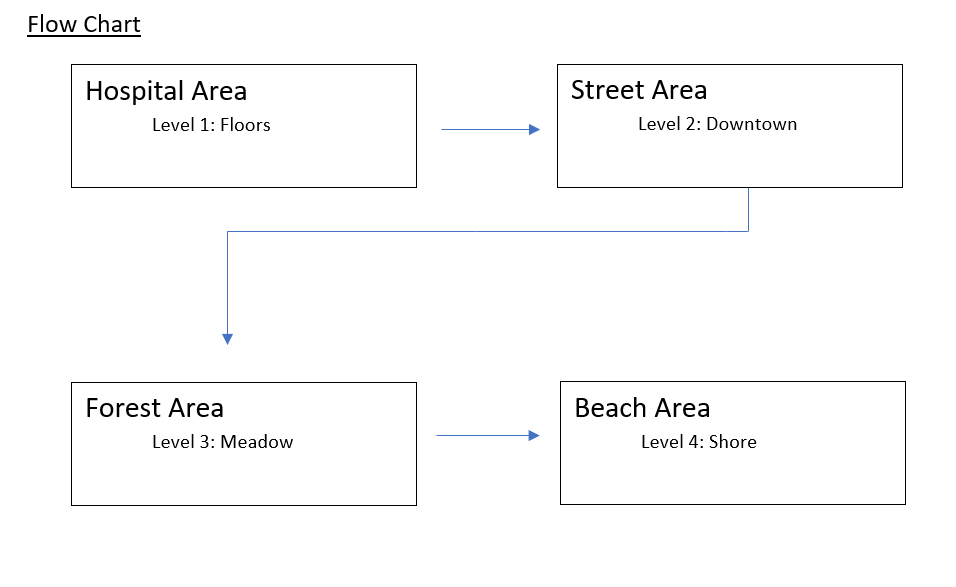 Flow Chart
Hospital Area
Level 1: Floors
Street Area
Level 2: Downtown
Forest Area
Level 3: Meadow
Beach Area
Level 4: Shore